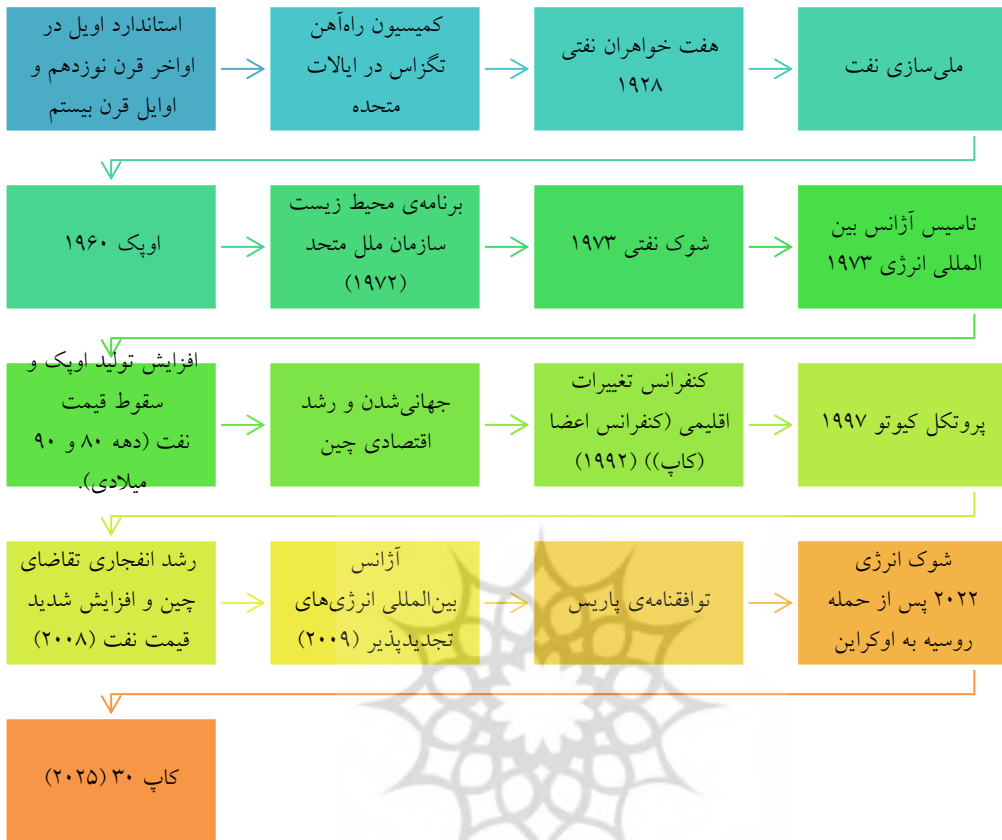 استاندارد اویل در
اواخر قرن نوزدهم و
اوایل قرن بیستم
کمیسیون راه‌آهن
تگزاس در ایالات
متحده
هفت خواهران نفتی
۱۹۲۸
ملی‌سازی نفت
اوپک ۱۹۶۰
برنامه‌ی محیط زیست
سازمان ملل متحد
(۱۹۷۲)
شوک نفتی ۱۹۷۳
تاسیس آژانس بین
المللی انرژی ۱۹۷۳
افزایش تولید اوپک و
سقوط قیمت
نفت (دهه ۸۰ و ۹۰
میلادی).
جهانی‌شدن و رشد
اقتصادی چین
کنفرانس تغییرات
اقلیمی (کنفرانس اعضا
(کاپ)) (۱۹۹۲)
پروتکل کیوتو ۱۹۹۷
رشد انفجاری تقاضای
چین و افزایش شدید
قیمت نفت (۲۰۰۸)
آژانس
بین‌المللی انرژی‌های
تجدیدپذیر (۲۰۰۹)
توافقنامه‌ی پاریس
شوک انرژی
۲۰۲۲ پس از حمله
روسیه به اوکراین
کاپ ۳۰ (۲۰۲۵)